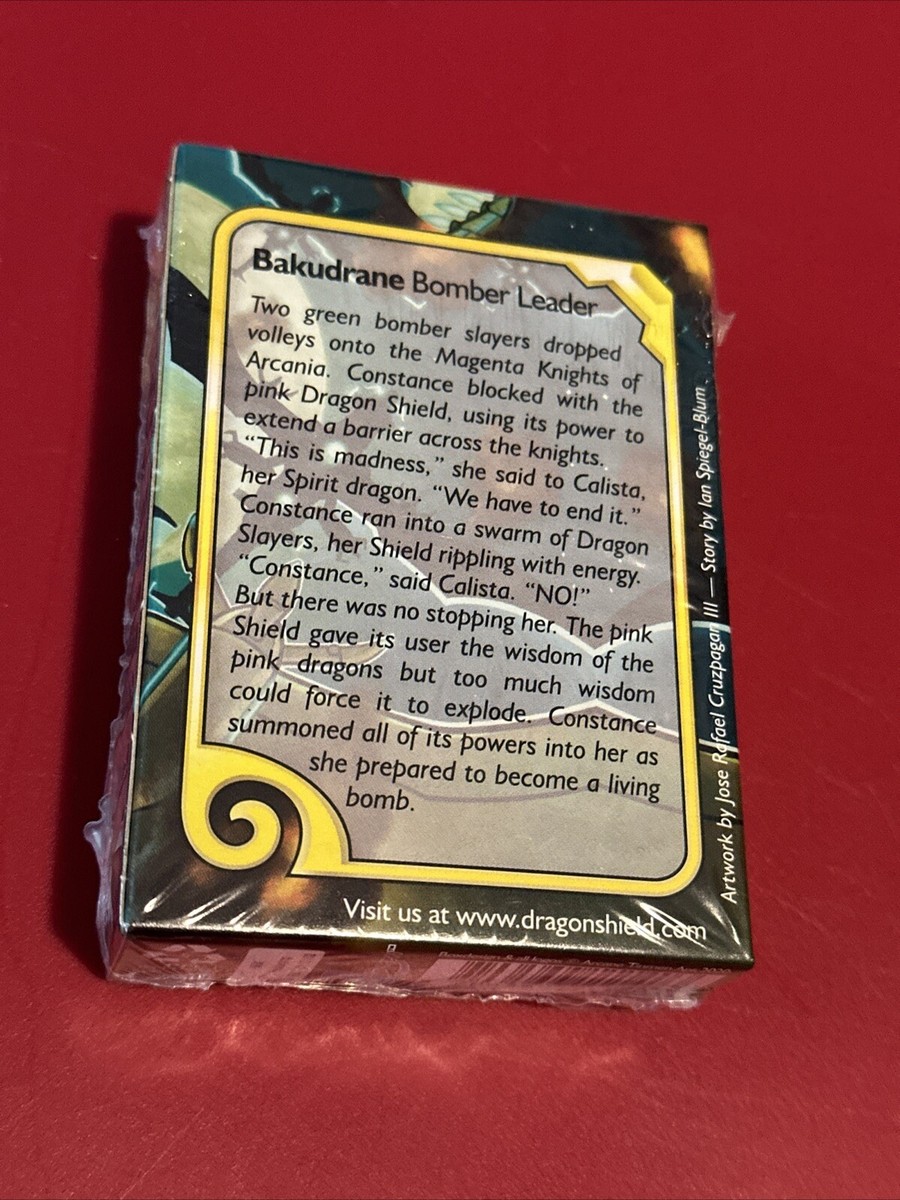 Bakudrane Bomber Leader
Two green bomber slayers dropped
volleys onto the Magenta Knights of
Arcania. Constance blocked with the
pink Dragon Shield, using its power to
extend a barrier across the knights.
“This is madness,” she said to Calista,
her Spirit dragon. “We have to end it.”
Constance ran into a swarm of Dragon
Slayers, her Shield rippling with energy.
“Constance,” said Calista. “NO!”
But there was no stopping her. The pink
Shield gave its user the wisdom of the
pink dragons but too much wisdom
could force it to explode. Constance
summoned all of its powers into her as
she prepared to become a living
bomb.
Visit us at www.dragonshield.com
Artwork by Jose Rafael Cruzpagan III — Story by Ian Spiegel-Blum